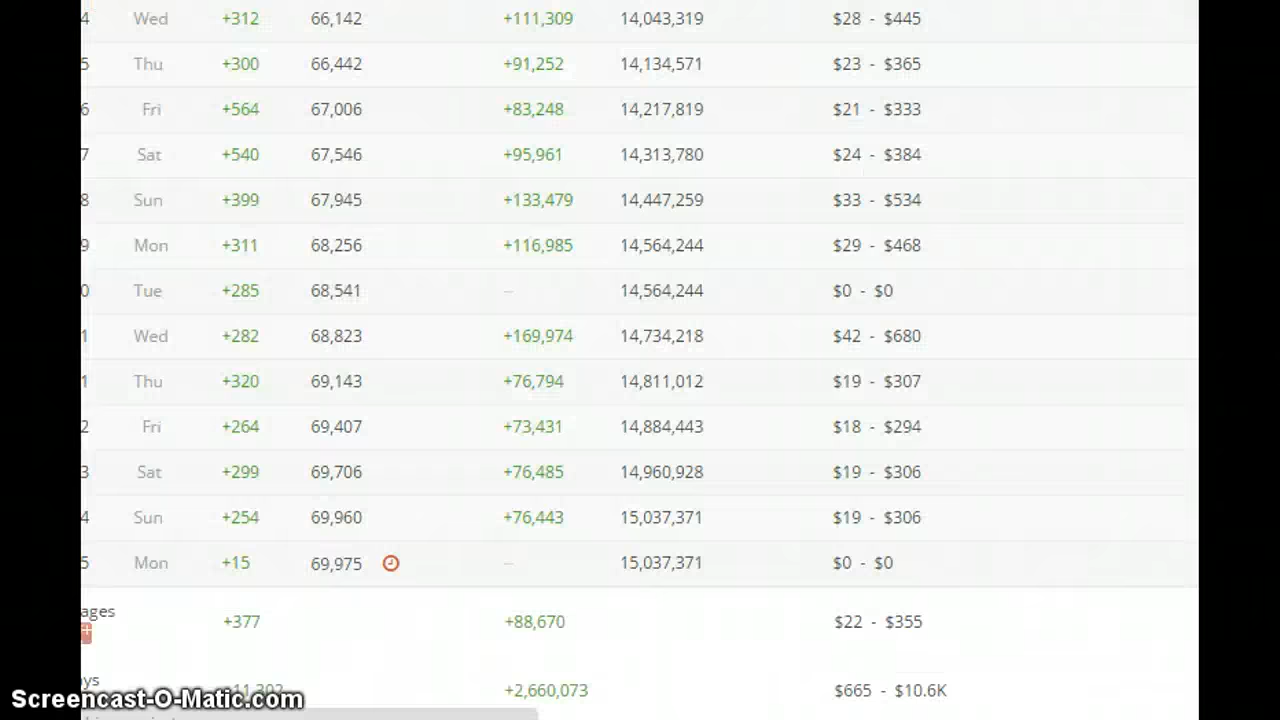 4 Wed +312 66,142 +111,309 14,043,319 $28 - $445
5 Thu +300 66,442 +91,252 14,134,571 $23 - $365
6 Fri +564 67,006 +83,248 14,217,819 $21 - $333
7 Sat +540 67,546 +95,961 14,313,780 $24 - $384
8 Sun +399 67,945 +133,479 14,447,259 $33 - $534
9 Mon +311 68,256 +116,985 14,564,244 $29 - $468
0 Tue +285 68,541 -- 14,564,244 $0 - $0
1 Wed +282 68,823 +169,974 14,734,218 $42 - $680
1 Thu +320 69,143 +76,794 14,811,012 $19 - $307
2 Fri +264 69,407 +73,431 14,884,443 $18 - $294
3 Sat +299 69,706 +76,485 14,960,928 $19 - $306
4 Sun +254 69,960 +76,443 15,037,371 $19 - $306
5 Mon +15 69,975 -- 15,037,371 $0 - $0
ages
+377 +88,670 $22 - $355
ys
+11,302 +2,660,073 $665 - $10.6K
Screencast-O-Matic.com